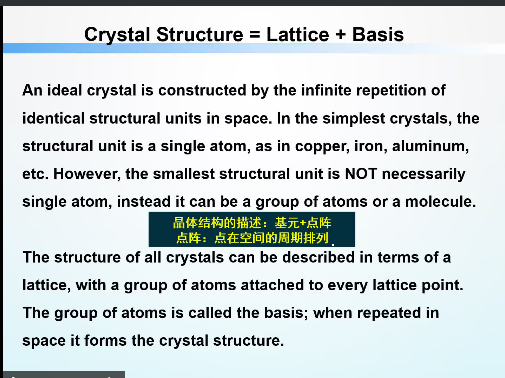 Crystal Structure = Lattice + Basis
An ideal crystal is constructed by the infinite repetition of
identical structural units in space. In the simplest crystals, the
structural unit is a single atom, as in copper, iron, aluminum,
etc. However, the smallest structural unit is NOT necessarily
single atom, instead it can be a group of atoms or a molecule.
晶体结构的描述：基元+点阵
点阵：点在空间的周期排列
The structure of all crystals can be described in terms of a
lattice, with a group of atoms attached to every lattice point.
The group of atoms is called the basis; when repeated in
space it forms the crystal structure.